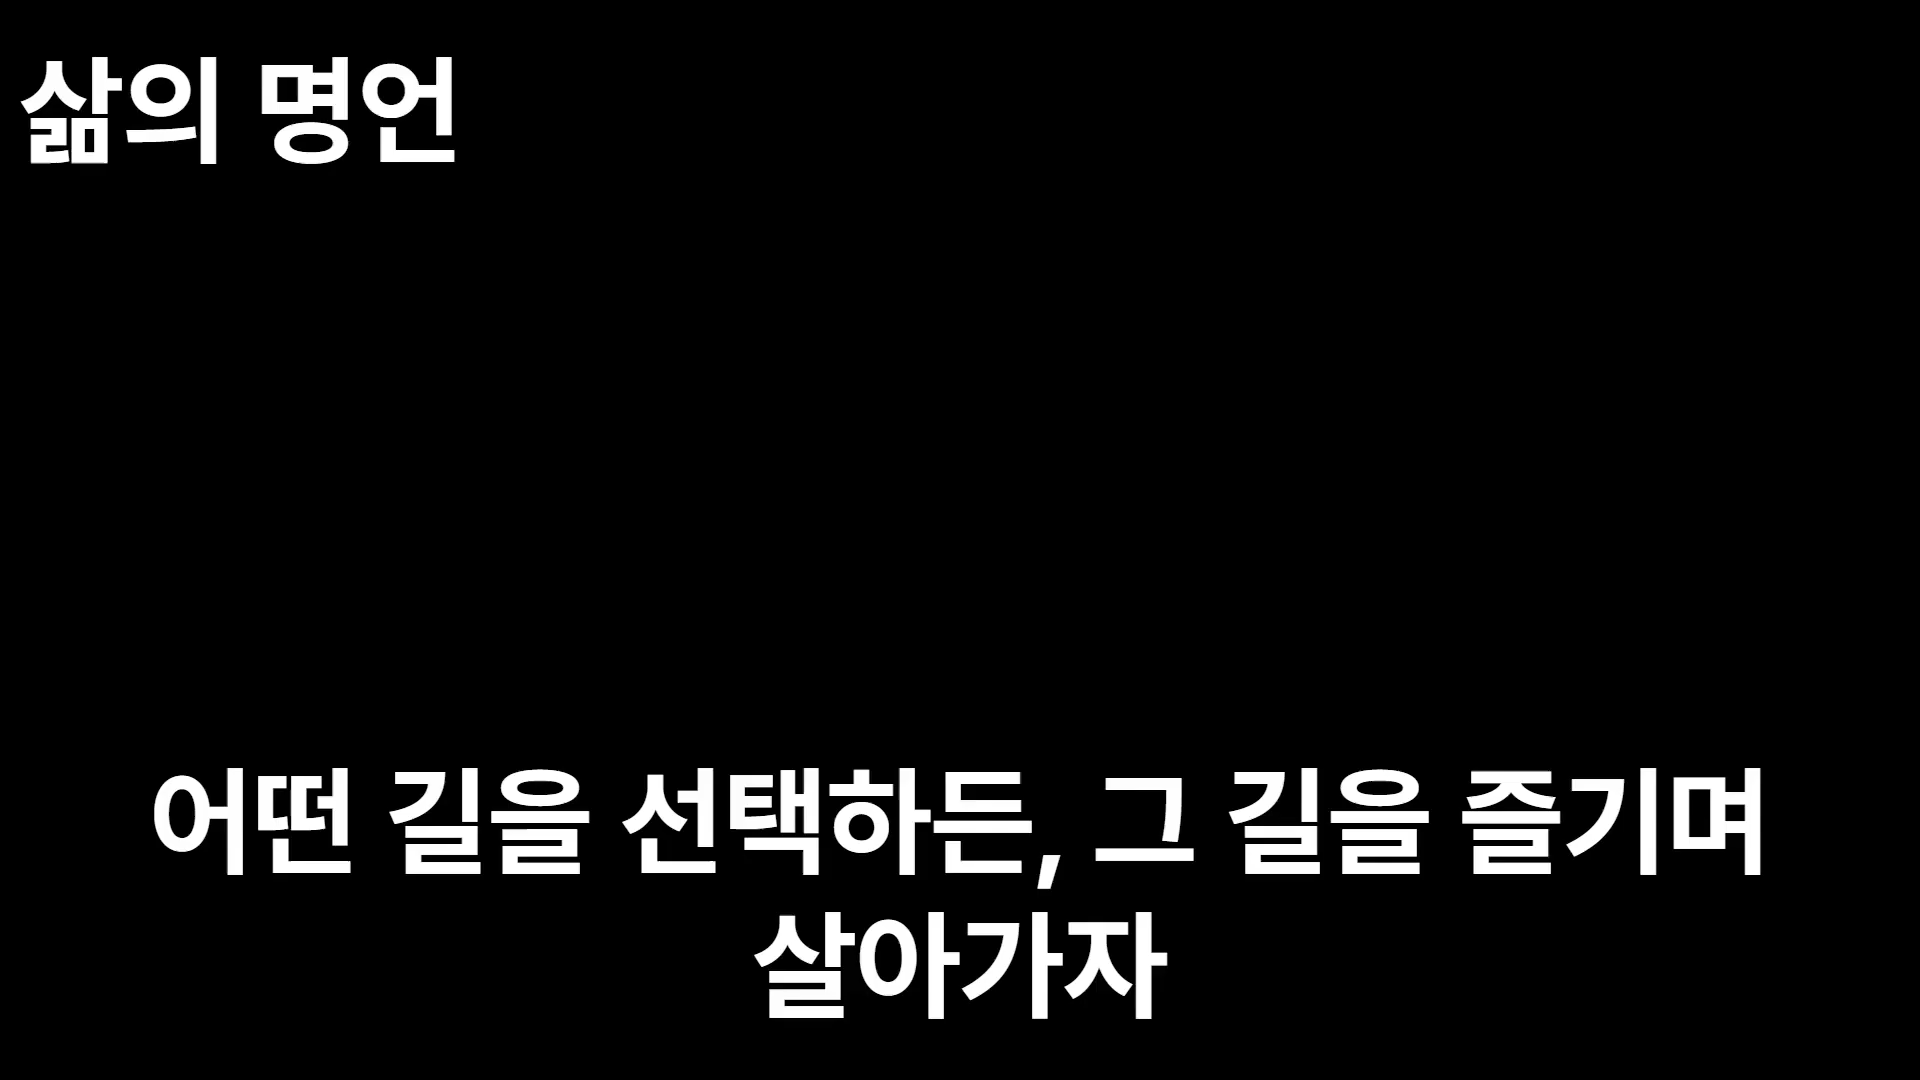 삶의 명언
어떤 길을 선택하든, 그 길을 즐기며
살아가자